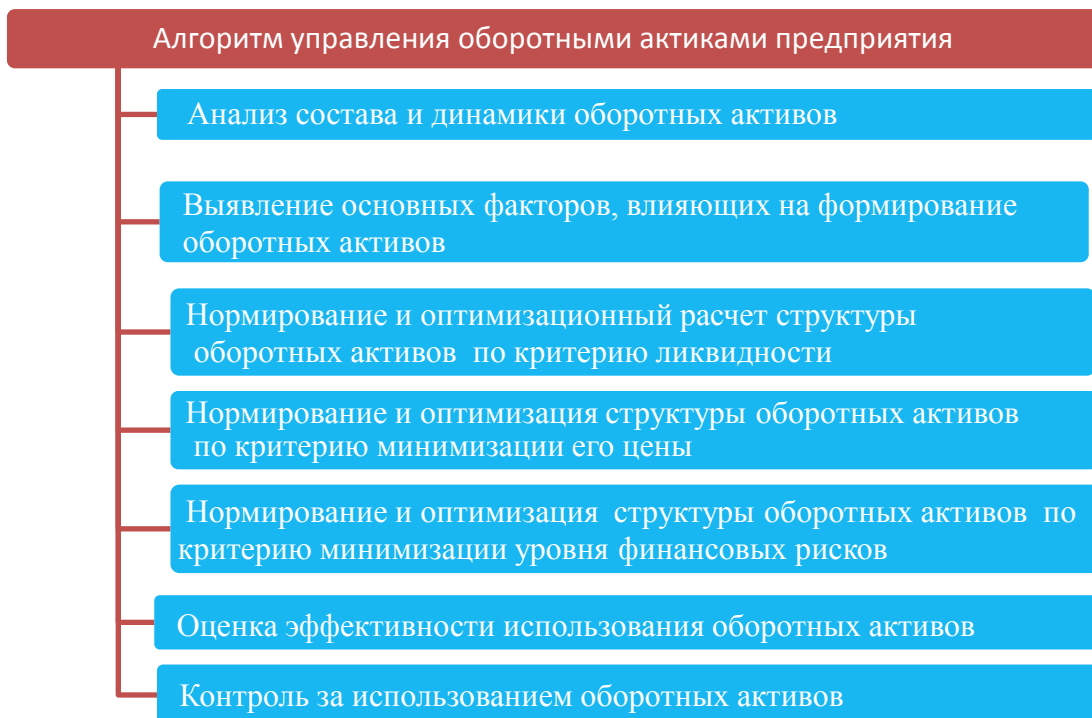 Алгоритм управления оборотными актиками предприятия
Анализ состава и динамики оборотных активов
Выявление основных факторов, влияющих на формирование
оборотных активов
Нормирование и оптимизационный расчет структуры
оборотных активов по критерию ликвидности
Нормирование и оптимизация структуры оборотных активов
по критерию минимизации его цены
Нормирование и оптимизация структуры оборотных активов по
критерию минимизации уровня финансовых рисков
Оценка эффективности использования оборотных активов
Контроль за использованием оборотных активов